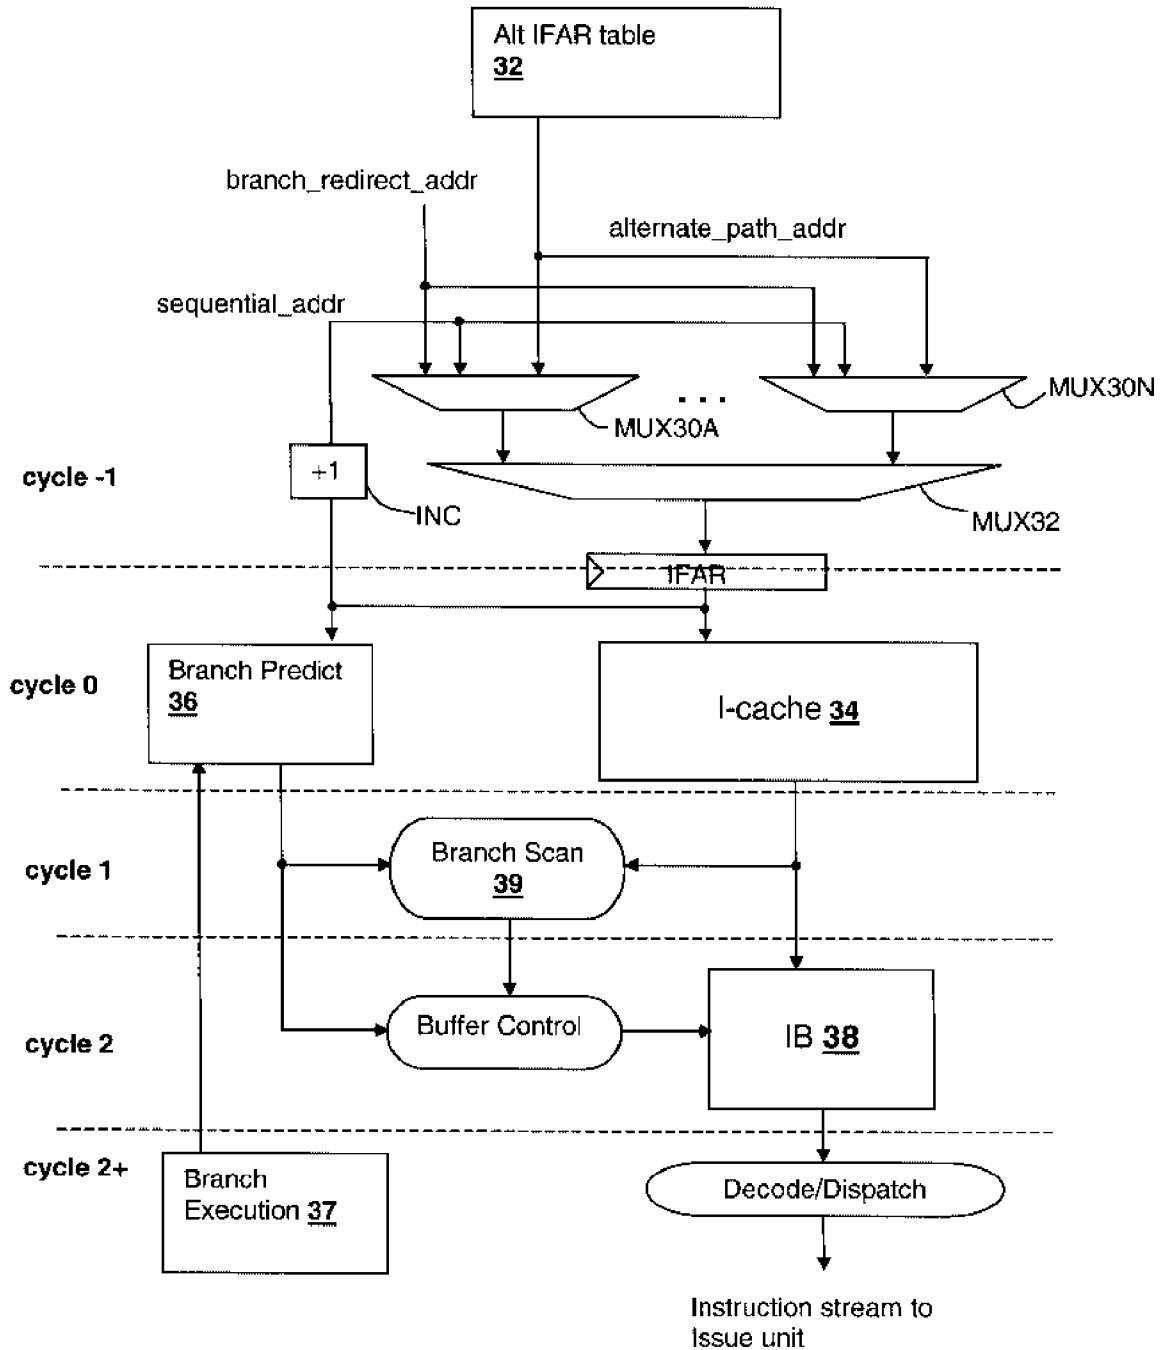 Alt IFAR table
32
branch_redirect_addr
alternate_path_addr
sequential_addr
MUX30N
. . .
MUX30A
cycle -1
+1
INC
MUX32
IFAR
Branch Predict
36
cycle 0
I-cache 34
Branch Scan
39
cycle 1
Buffer Control
IB 38
cycle 2
cycle 2+
Branch
Execution 37
Decode/Dispatch
Instruction stream to
Issue unit